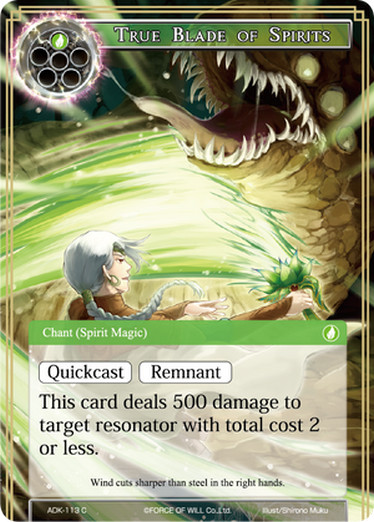 True Blade of Spirits
Chant (Spirit Magic)
Quickcast Remnant
This card deals 500 damage to
target resonator with total cost 2
or less.
Wind cuts sharper than steel in the right hands.
ADK-113 C ©FORCE OF WILL Co.,Ltd. Illust/Shirono Muku